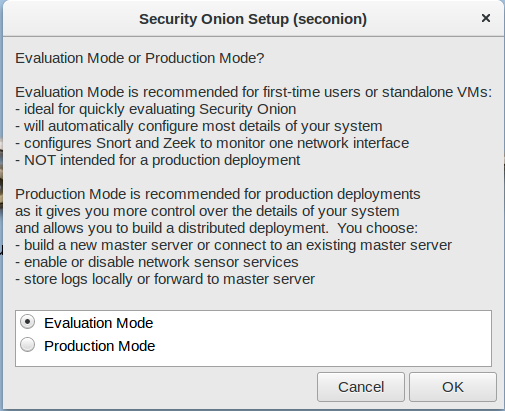 Security Onion Setup (seconion)
Evaluation Mode or Production Mode?
Evaluation Mode is recommended for first-time users or standalone VMs:
- ideal for quickly evaluating Security Onion
- will automatically configure most details of your system
- configures Snort and Zeek to monitor one network interface
- NOT intended for a production deployment
Production Mode is recommended for production deployments
as it gives you more control over the details of your system
and allows you to build a distributed deployment.  You choose:
- build a new master server or connect to an existing master server
- enable or disable network sensor services
- store logs locally or forward to master server
Evaluation Mode
Production Mode
Cancel OK